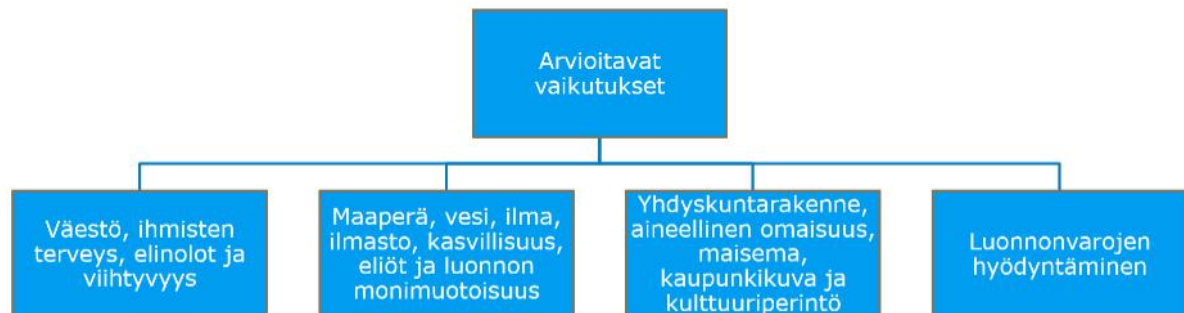 Arvioitavat
vaikutukset
Väestö, ihmisten
terveys, elinolot ja
viihtyvyys
Maaperä, vesi, ilma,
ilmasto, kasvillisuus,
eliöt ja luonnon
monimuotoisuus
Yhdyskuntarakenne,
aineellinen omaisuus,
maisema,
kaupunkikuva ja
kulttuuriperintö
Luonnonvarojen
hyödyntäminen